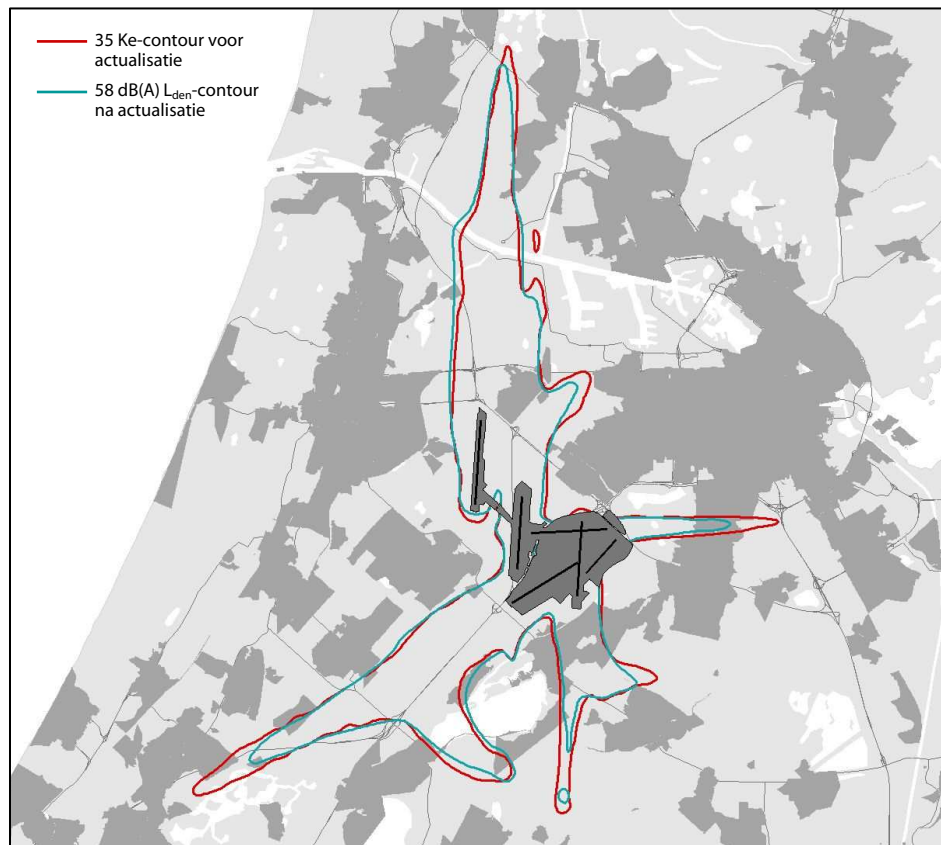 35 Ke-contour voor
actualisatie
58 dB(A) Lden-contour
na actualisatie